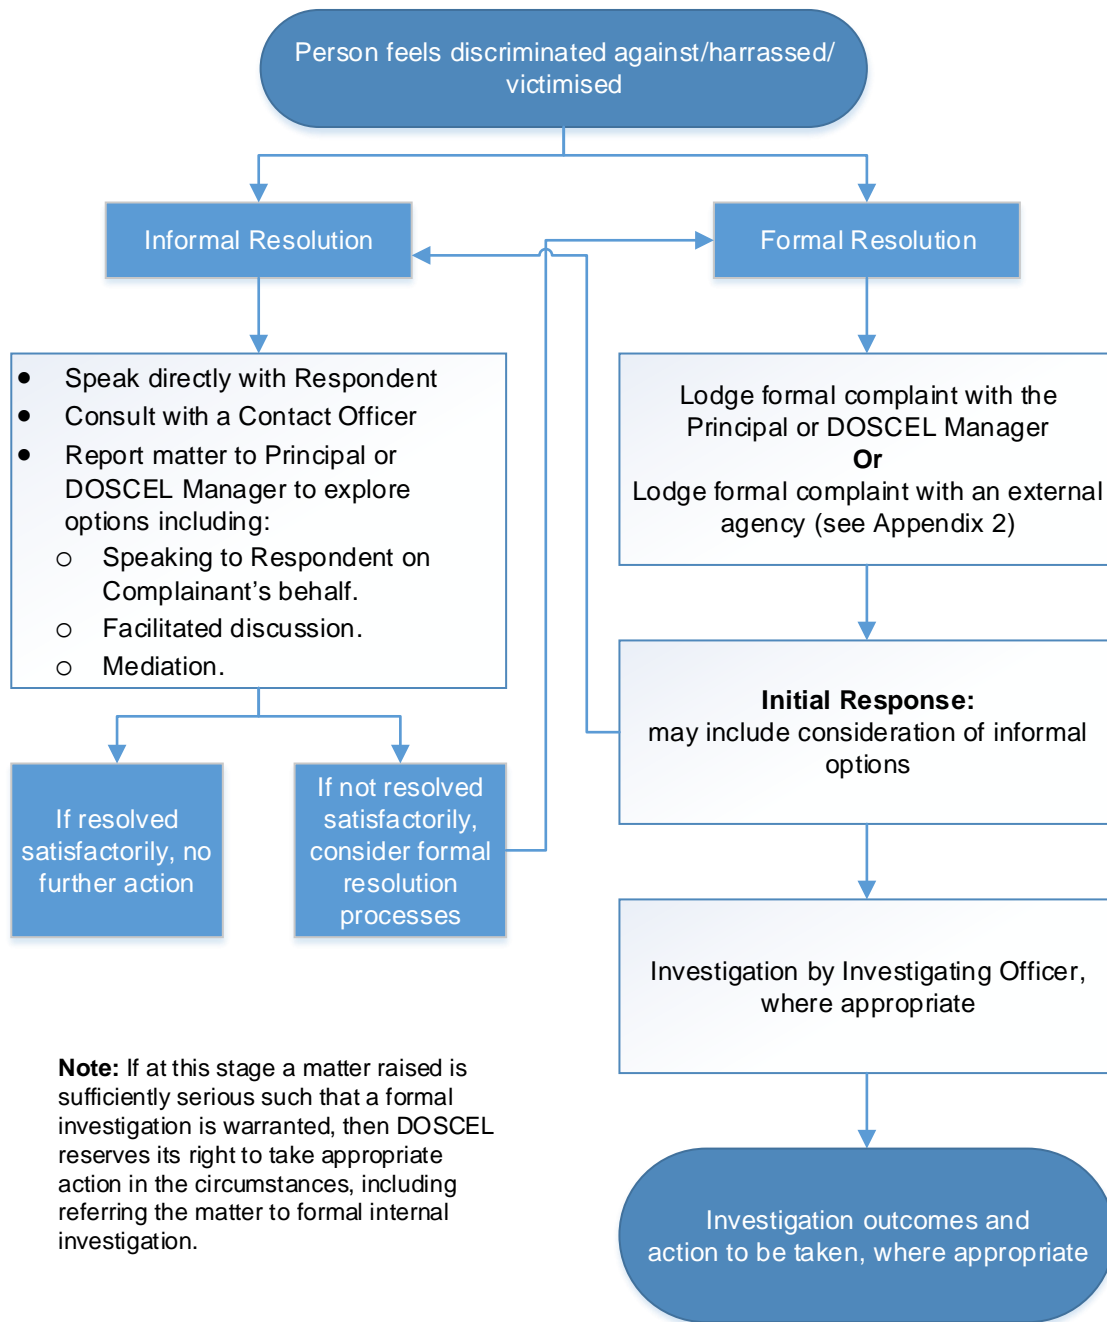 Person feels discriminated against/harrassed/
victimised
Informal Resolution
Formal Resolution
● Speak directly with Respondent
● Consult with a Contact Officer
● Report matter to Principal or
DOSCEL Manager to explore
options including:
o Speaking to Respondent on
Complainant's behalf.
o Facilitated discussion.
o Mediation.
Lodge formal complaint with the
Principal or DOSCEL Manager
Or
Lodge formal complaint with an external
agency (see Appendix 2)
Initial Response:
may include consideration of informal
options
If resolved
satisfactorily, no
further action
If not resolved
satisfactorily,
consider formal
resolution
processes
Investigation by Investigating Officer,
where appropriate
Note: If at this stage a matter raised is
sufficiently serious such that a formal
investigation is warranted, then DOSCEL
reserves its right to take appropriate
action in the circumstances, including
referring the matter to formal internal
investigation.
Investigation outcomes and
action to be taken, where appropriate